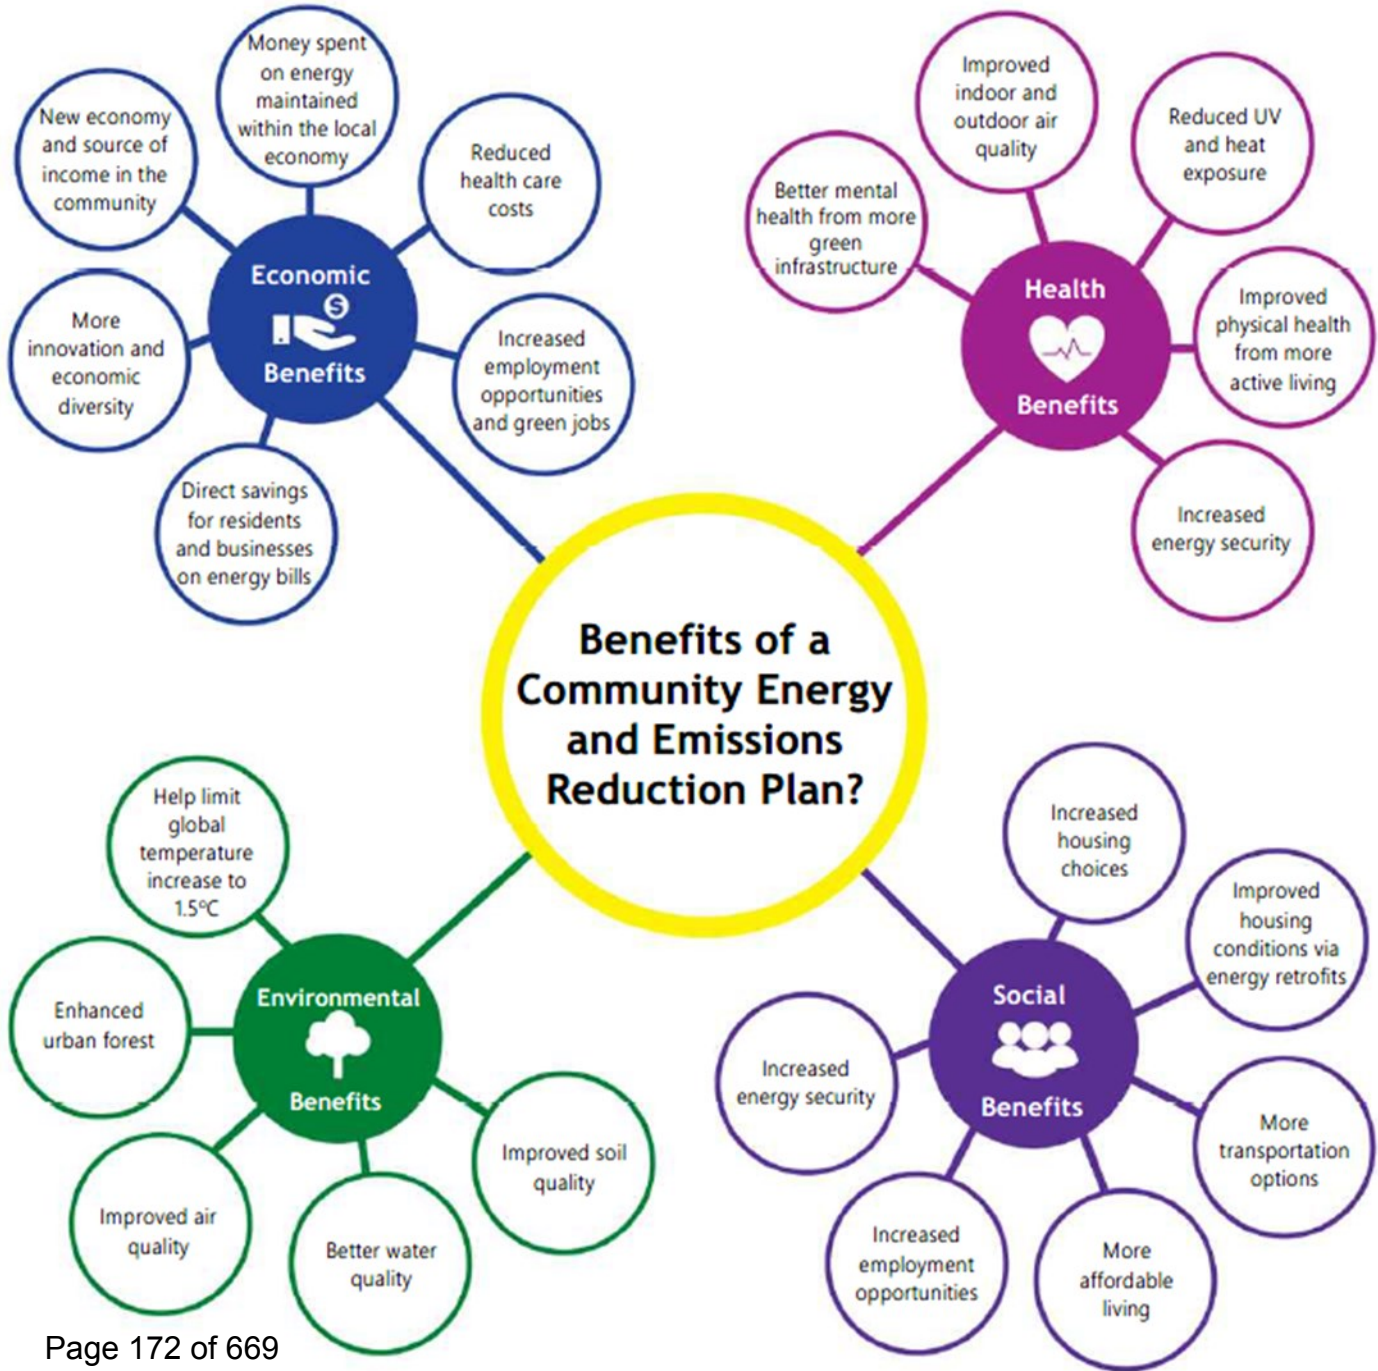 Money spent
on energy
maintained
within the local
economy
New economy
and source of
income in the
community
Reduced
health care
costs
Economic
$
Benefits
More
innovation and
economic
diversity
Increased
employment
opportunities
and green jobs
Direct savings
for residents
and businesses
on energy bills
Improved
indoor and
outdoor air
quality
Reduced UV
and heat
exposure
Better mental
health from more
green
infrastructure
Health
Benefits
Improved
physical health
from more
active living
Increased
energy security
Benefits of a
Community Energy
and Emissions
Reduction Plan?
Help limit
global
temperature
increase to
1.5ºC
Environmental
Benefits
Enhanced
urban forest
Improved air
quality
Better water
quality
Improved soil
quality
Increased
housing
choices
Improved
housing
conditions via
energy retrofits
Social
Benefits
Increased
energy security
More
transportation
options
Increased
employment
opportunities
More
affordable
living
Page 172 of 669